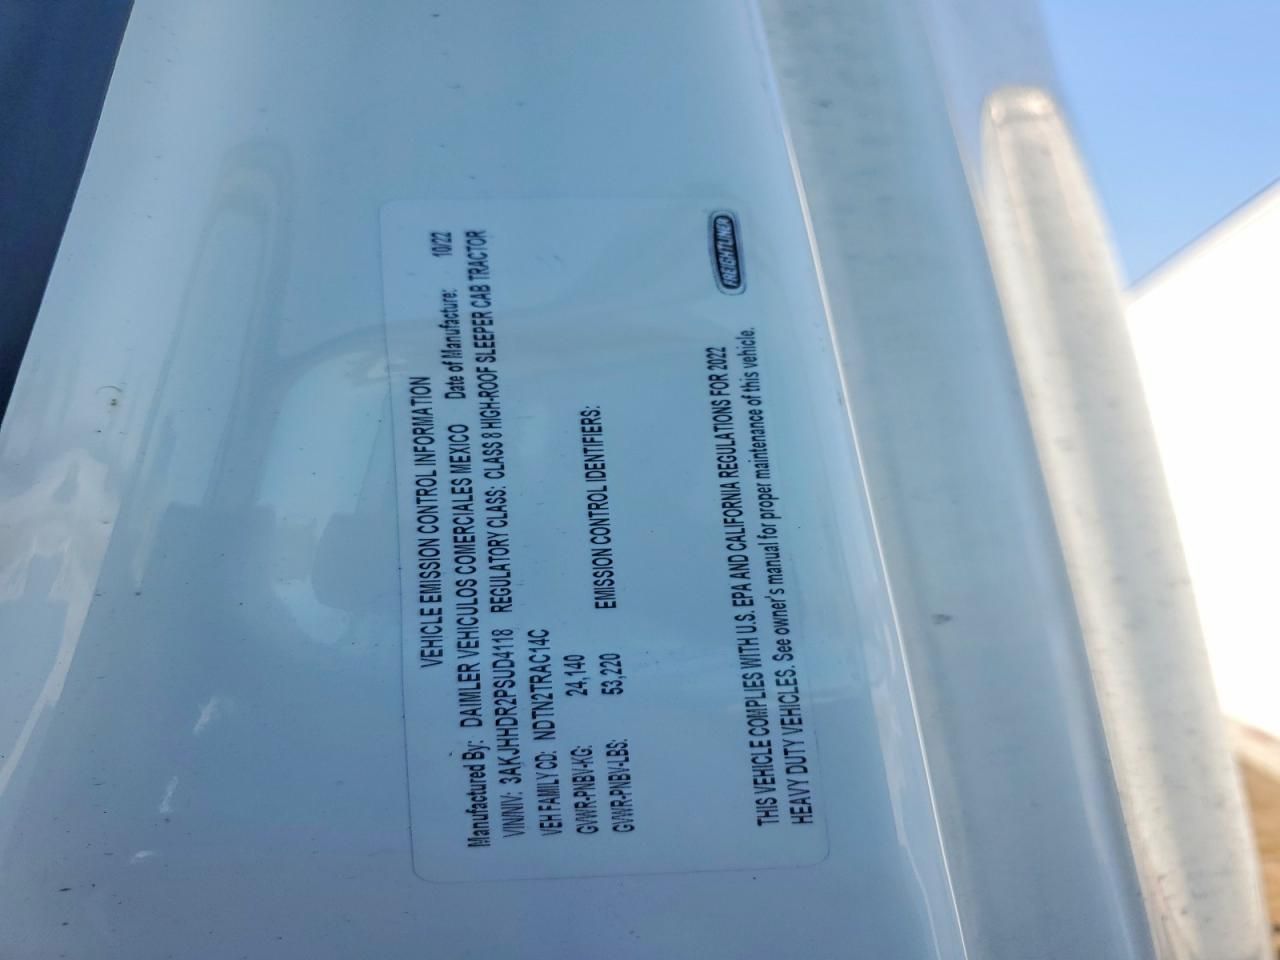 VEHICLE EMISSION CONTROL INFORMATION
Manufactured By: DAIMLER VEHICULOS COMERCIALES MEXICO Date of Manufacture: 10/22
VIN/NIV: 3AKJHHDR2PSUD4118 REGULATORY CLASS: CLASS 8 HIGH-ROOF SLEEPER CAB TRACTOR
VEH FAMILY CD: NDTN2TRAC14C
GVWR-PNBV-KG: 24,140
GVWR-PNBV-LBS: 53,220 EMISSION CONTROL IDENTIFIERS:
THIS VEHICLE COMPLIES WITH U.S. EPA AND CALIFORNIA REGULATIONS FOR 2022
HEAVY DUTY VEHICLES. See owner's manual for proper maintenance of this vehicle.
FREIGHTLINER